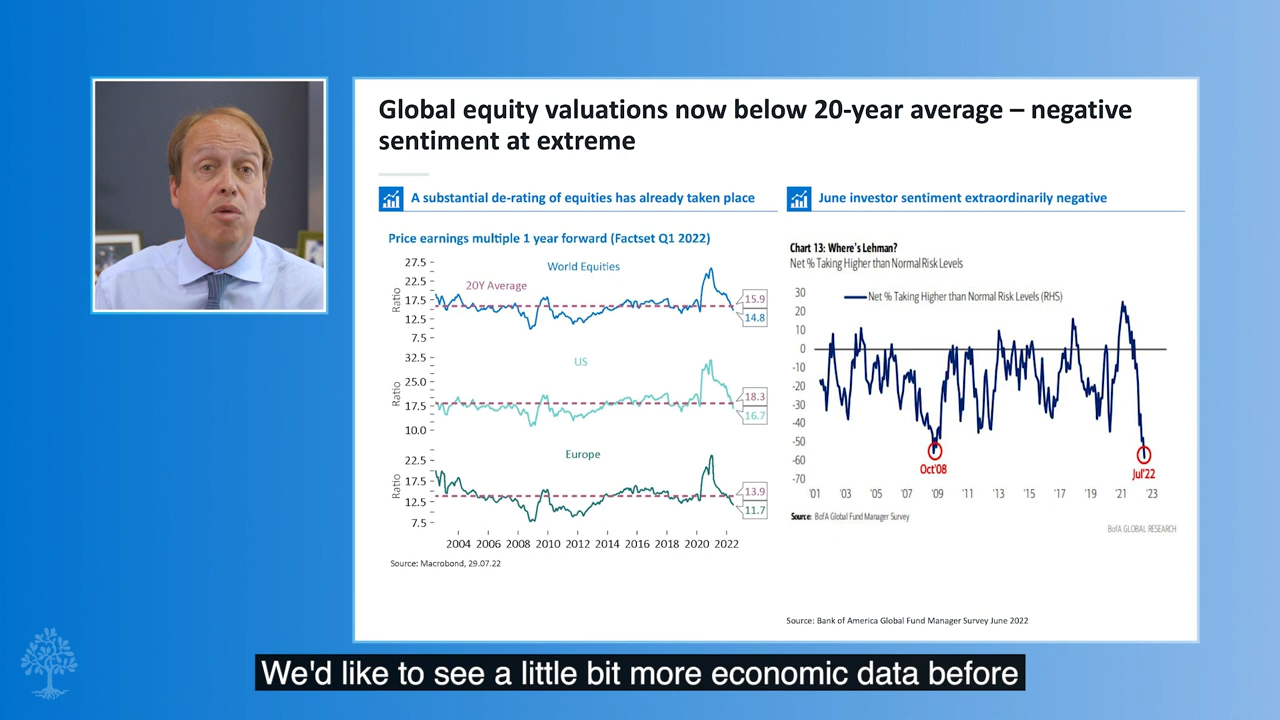 Global equity valuations now below 20-year average – negative
sentiment at extreme
A substantial de-rating of equities has already taken place
Price earnings multiple 1 year forward (Factset Q1 2022)
World Equities
20Y Average
Ratio
27.5
22.5
17.5
12.5
7.5
15.9
14.8
US
Ratio
32.5
25.0
17.5
10.0
18.3
16.7
Europe
Ratio
22.5
17.5
12.5
7.5
13.9
11.7
2004 2006 2008 2010 2012 2014 2016 2018 2020 2022
Source: Macrobond, 29.07.22
June investor sentiment extraordinarily negative
Chart 13: Where's Lehman?
Net % Taking Higher than Normal Risk Levels
Net % Taking Higher than Normal Risk Levels (RHS)
30
20
10
0
-10
-20
-30
-40
-50
-60
-70
Oct'08
Jul'22
'01 '03 '05 '07 '09 '11 '13 '15 '17 '19 '21 '23
Source: BofA Global Fund Manager Survey
BofA GLOBAL RESEARCH
Source: Bank of America Global Fund Manager Survey June 2022
We'd like to see a little bit more economic data before